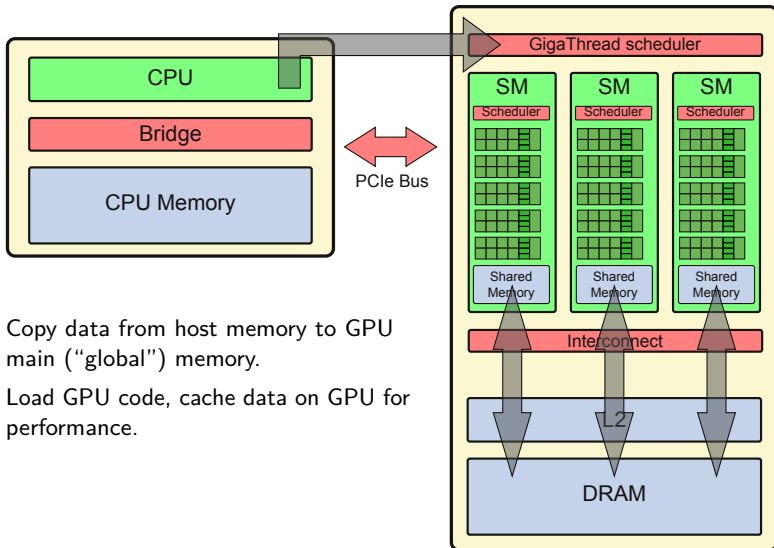 CPU
Bridge
CPU Memory
PCIe Bus
GigaThread scheduler
SM SM SM
Scheduler Scheduler Scheduler
Shared Shared Shared
Memory Memory Memory
Interconnect
L2
DRAM
Copy data from host memory to GPU
main (“global”) memory.
Load GPU code, cache data on GPU for
performance.